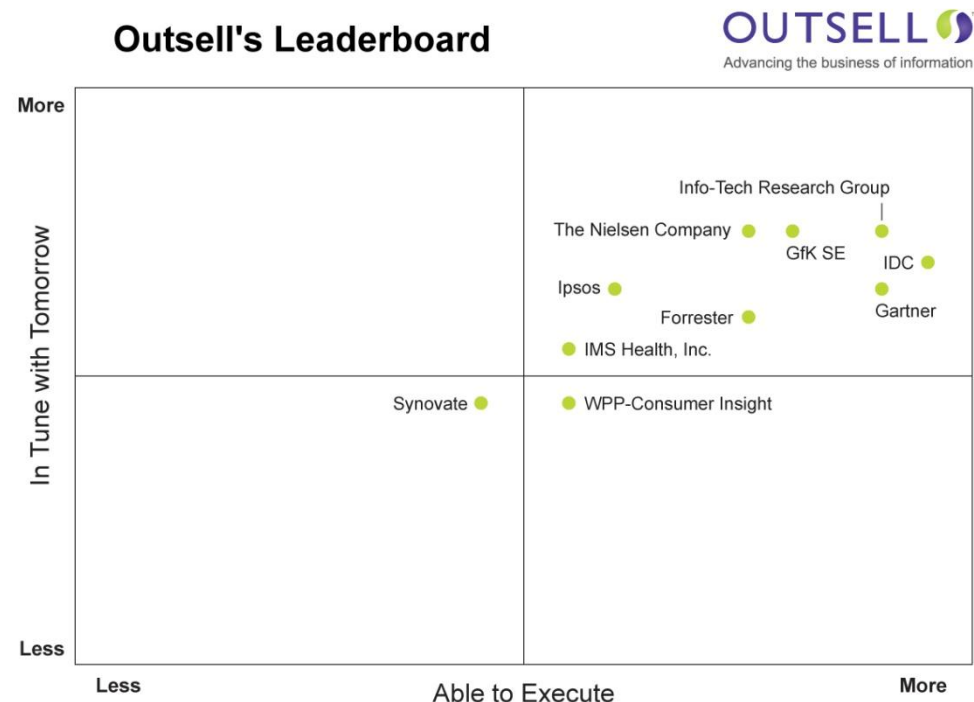 Outsell's Leaderboard
OUTSELL
Advancing the business of information
More
Info-Tech Research Group
The Nielsen Company
GfK SE
IDC
Ipsos
Gartner
Forrester
IMS Health, Inc.
In Tune with Tomorrow
Synovate
WPP-Consumer Insight
Less
Less
Able to Execute
More